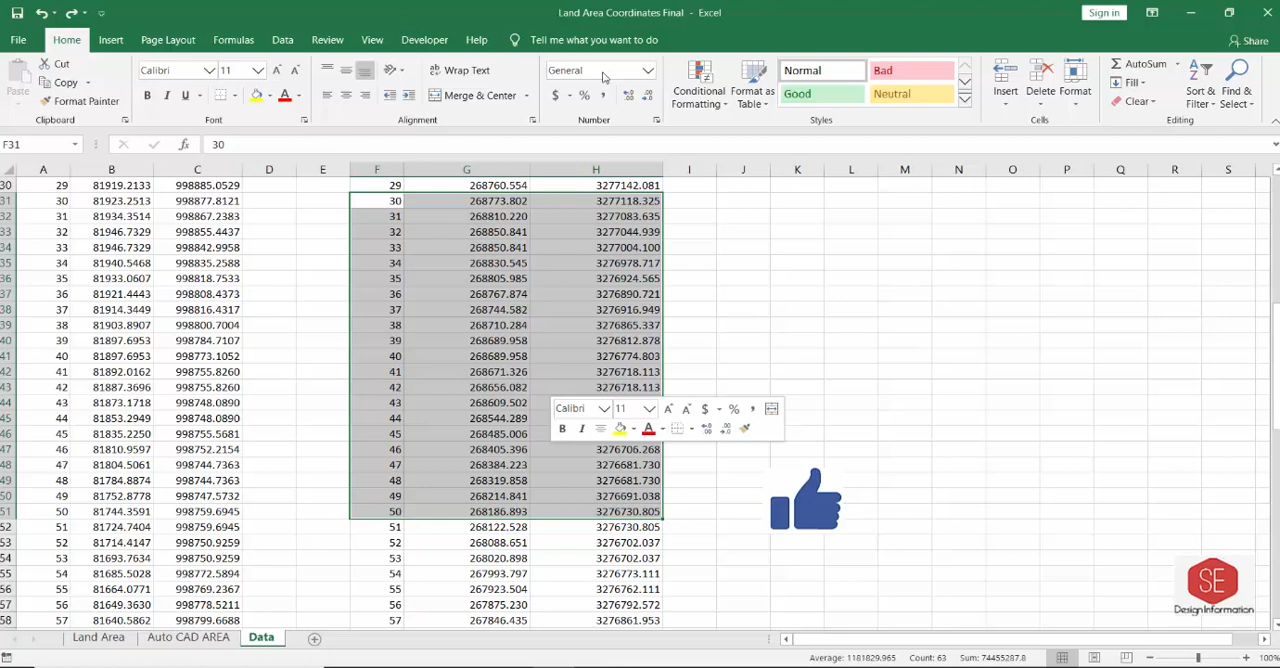 Land Area Coordinates Final - Excel
Sign in
File Home Insert Page Layout Formulas Data Review View Developer Help Tell me what you want to do Share
Cut
Copy
Format Painter
Paste
Clipboard
Calibri 11
B I U
Font
Wrap Text
Merge & Center
Alignment
General
$ % ,
Number
Conditional Formatting
Format as Table
Normal Bad
Good Neutral
Styles
Insert Delete Format
Cells
AutoSum
Fill
Clear
Sort & Filter
Find & Select
Editing
F31 fx 30
A B C D E F G H I J K L M N O P Q R S
30 29 81919.2133 998885.0529 29 268760.554 3277142.081
31 30 81923.2513 998877.8121 30 268773.802 3277118.325
32 31 81934.3514 998867.2383 31 268810.220 3277083.635
33 32 81946.7329 998855.4437 32 268850.841 3277044.939
34 33 81946.7329 998842.9958 33 268850.841 3277004.100
35 34 81940.5468 998835.2588 34 268830.545 3276978.717
36 35 81933.0607 998818.7533 35 268805.985 3276924.565
37 36 81921.4443 998808.4373 36 268767.874 3276890.721
38 37 81914.3449 998816.4317 37 268744.582 3276916.949
39 38 81903.8907 998800.7004 38 268710.284 3276865.337
40 39 81897.6953 998784.7107 39 268689.958 3276812.878
41 40 81897.6953 998773.1052 40 268689.958 3276774.803
42 41 81892.0162 998755.8260 41 268671.326 3276718.113
43 42 81887.3696 998755.8260 42 268656.082 3276718.113
44 43 81873.1718 998748.0890 43 268609.502
45 44 81853.2949 998748.0890 44 268544.289
46 45 81835.2250 998755.5681 45 268485.006
47 46 81810.9597 998752.2154 46 268405.396 3276706.268
48 47 81804.5061 998744.7363 47 268384.223 3276681.730
49 48 81784.8874 998744.7363 48 268319.858 3276681.730
50 49 81752.8778 998747.5732 49 268214.841 3276691.038
51 50 81744.3591 998759.6945 50 268186.893 3276730.805
52 51 81724.7404 998759.6945 51 268122.528 3276730.805
53 52 81714.4147 998750.9259 52 268088.651 3276702.037
54 53 81693.7634 998750.9259 53 268020.898 3276702.037
55 54 81685.5028 998772.5894 54 267993.797 3276773.111
56 55 81664.0771 998769.2367 55 267923.504 3276762.111
57 56 81649.3630 998778.5211 56 267875.230 3276792.572
58 57 81640.5862 998799.6688 57 267846.435 3276861.953
Calibri 11 $ % ,
B I
SE
Design Information
Land Area Auto CAD AREA Data
Average: 1181829.965 Count: 63 Sum: 74455287.8 100%